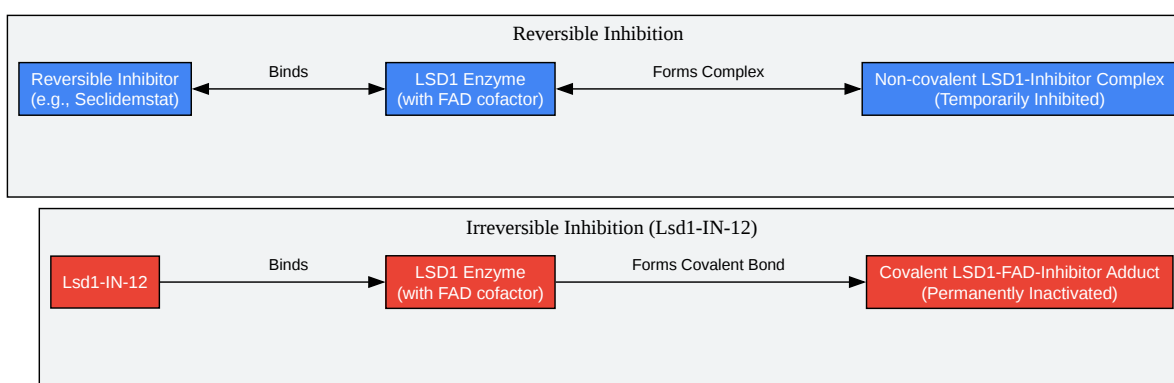 Reversible Inhibition
Reversible Inhibitor
(e.g., Seclidemstat)
Binds
LSD1 Enzyme
(with FAD cofactor)
Forms Complex
Non-covalent LSD1-Inhibitor Complex
(Temporarily Inhibited)
Irreversible Inhibition (Lsd1-IN-12)
Lsd1-IN-12
Binds
LSD1 Enzyme
(with FAD cofactor)
Forms Covalent Bond
Covalent LSD1-FAD-Inhibitor Adduct
(Permanently Inactivated)